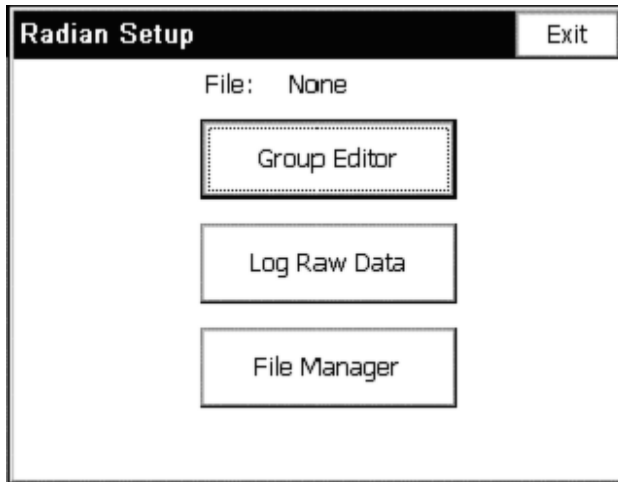 Radian Setup Exit
File: None
Group Editor
Log Raw Data
File Manager